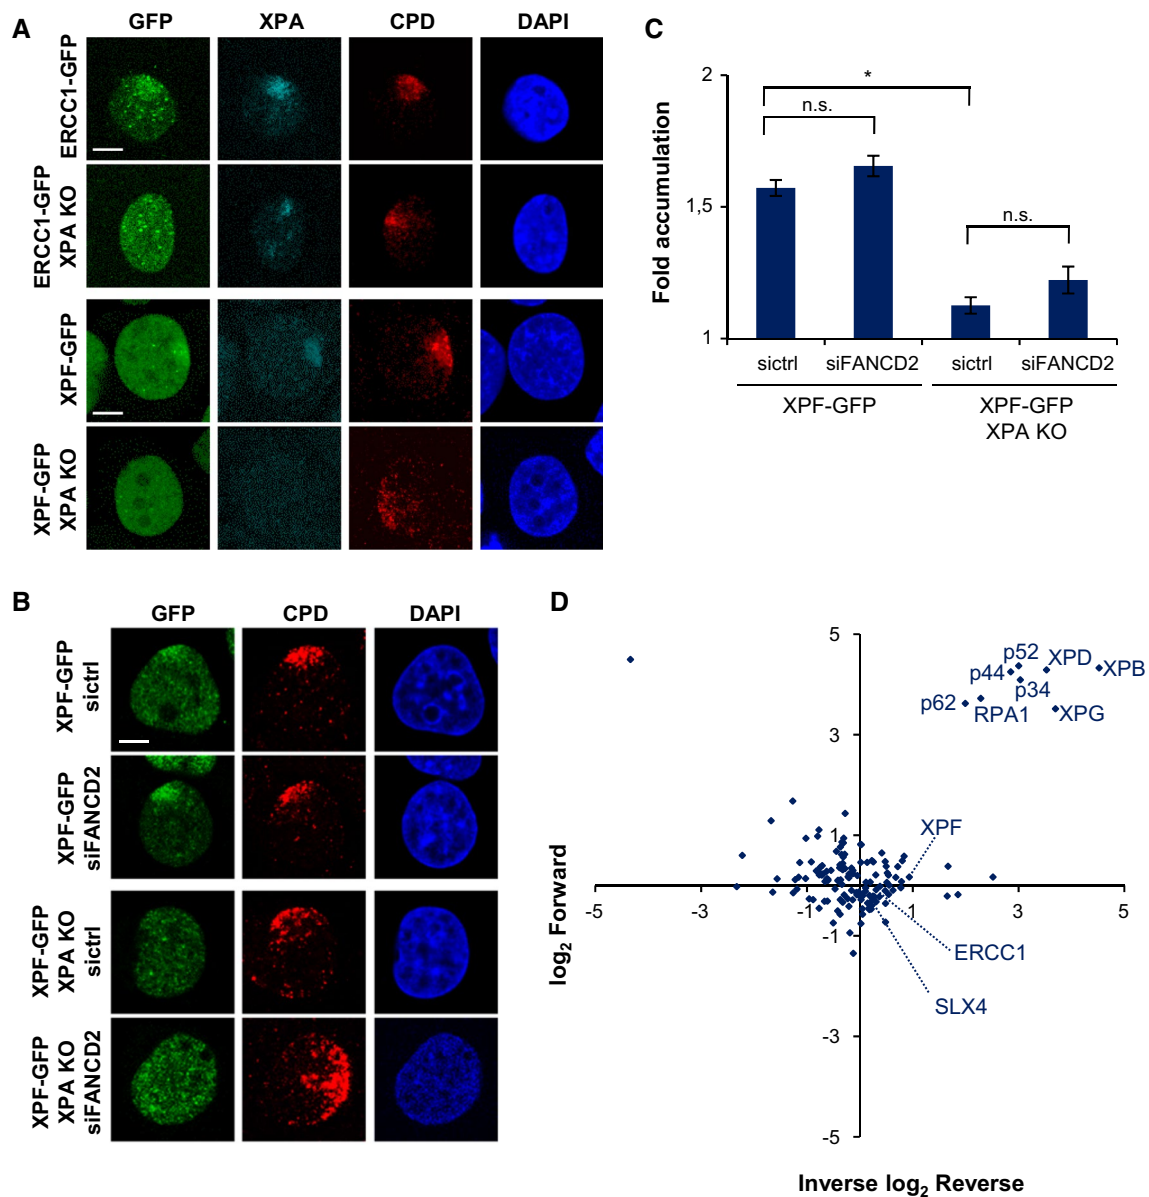 A
GFP XPA CPD DAPI
ERCC1-GFP
ERCC1-GFP
XPA KO
XPF-GFP
XPF-GFP
XPA KO
B
GFP CPD DAPI
XPF-GFP
sictrl
XPF-GFP
siFANCD2
XPF-GFP
XPA KO
sictrl
XPF-GFP
XPA KO
siFANCD2
C
Fold accumulation
2
1,5
1
*
n.s.
n.s.
sictrl siFANCD2 sictrl siFANCD2
XPF-GFP XPF-GFP
XPA KO
D
log2 Forward
5
3
1
-1
-3
-5
-5 -3 -1 1 3 5
p52 XPD
p44 XPB
p34
p62 RPA1 XPG
XPF
ERCC1
SLX4
Inverse log2 Reverse